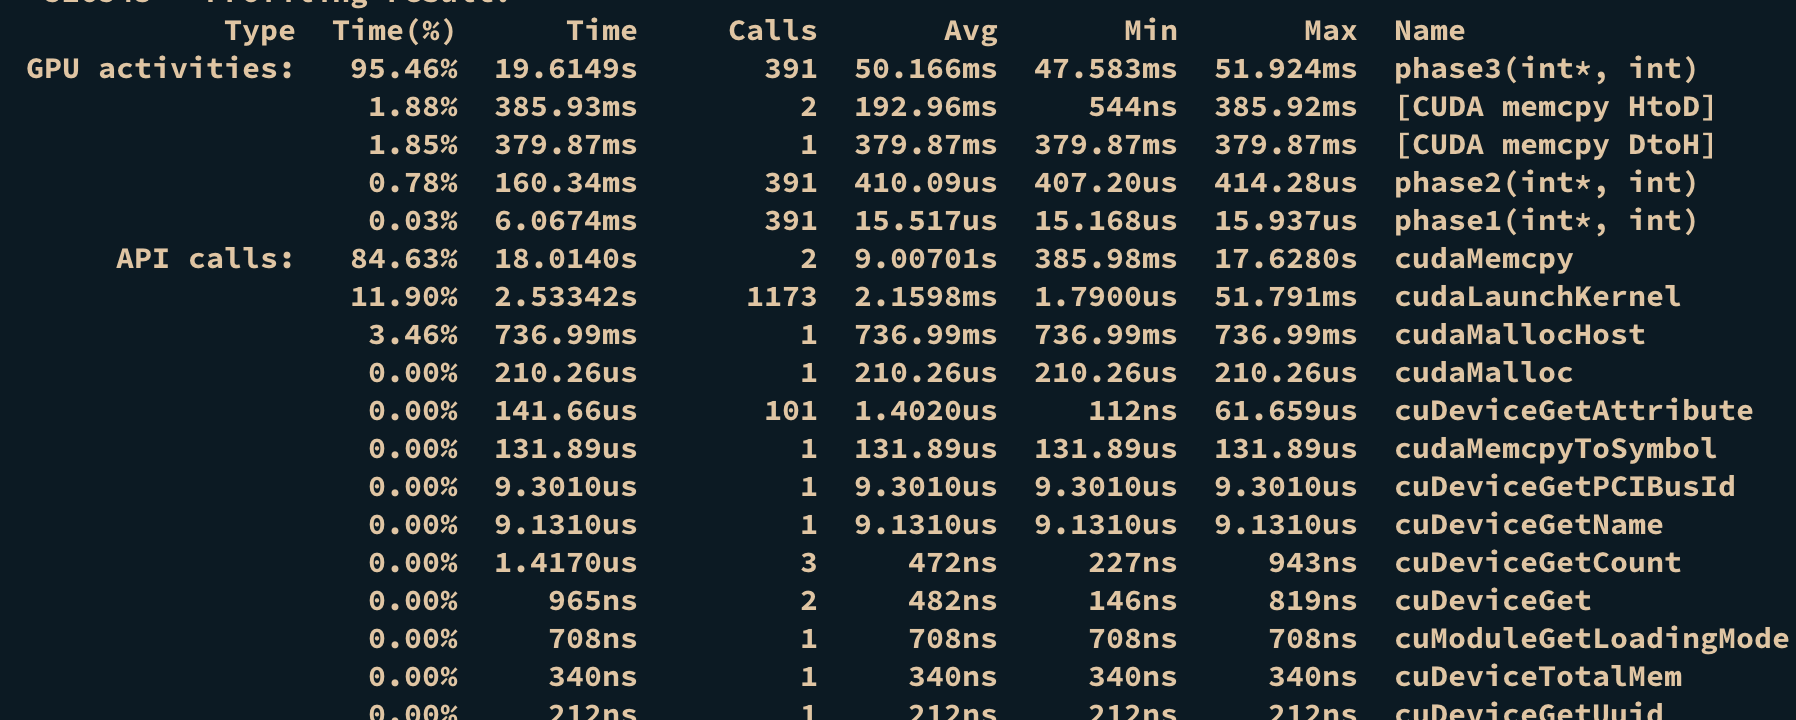 Type Time(%) Time Calls Avg Min Max Name
GPU activities: 95.46% 19.6149s 391 50.166ms 47.583ms 51.924ms phase3(int*, int)
1.88% 385.93ms 2 192.96ms 544ns 385.92ms [CUDA memcpy HtoD]
1.85% 379.87ms 1 379.87ms 379.87ms 379.87ms [CUDA memcpy DtoH]
0.78% 160.34ms 391 410.09us 407.20us 414.28us phase2(int*, int)
0.03% 6.0674ms 391 15.517us 15.168us 15.937us phase1(int*, int)
API calls: 84.63% 18.0140s 2 9.00701s 385.98ms 17.6280s cudaMemcpy
11.90% 2.53342s 1173 2.1598ms 1.7900us 51.791ms cudaLaunchKernel
3.46% 736.99ms 1 736.99ms 736.99ms 736.99ms cudaMallocHost
0.00% 210.26us 1 210.26us 210.26us 210.26us cudaMalloc
0.00% 141.66us 101 1.4020us 112ns 61.659us cuDeviceGetAttribute
0.00% 131.89us 1 131.89us 131.89us 131.89us cudaMemcpyToSymbol
0.00% 9.3010us 1 9.3010us 9.3010us 9.3010us cuDeviceGetPCIBusId
0.00% 9.1310us 1 9.1310us 9.1310us 9.1310us cuDeviceGetName
0.00% 1.4170us 3 472ns 227ns 943ns cuDeviceGetCount
0.00% 965ns 2 482ns 146ns 819ns cuDeviceGet
0.00% 708ns 1 708ns 708ns 708ns cuModuleGetLoadingMode
0.00% 340ns 1 340ns 340ns 340ns cuDeviceTotalMem
0.00% 212ns 1 212ns 212ns 212ns cuDeviceGetUuid